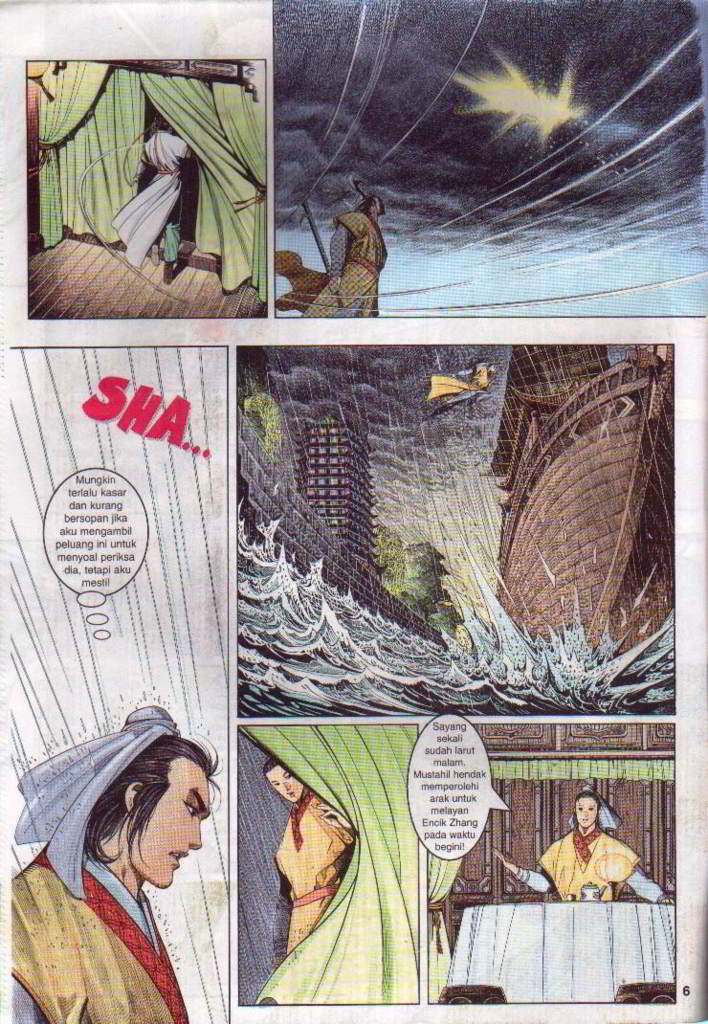 SHA...
Mungkin
terlalu kasar
dan kurang
bersopan jika
aku mengambil
peluang ini untuk
menyoal periksa
dia, tetapi aku
mesti!
Sayang
sekali
sudah larut
malam.
Mustahil hendak
memperolehi
arak untuk
melayan
Encik Zhang
pada waktu
begini!
6